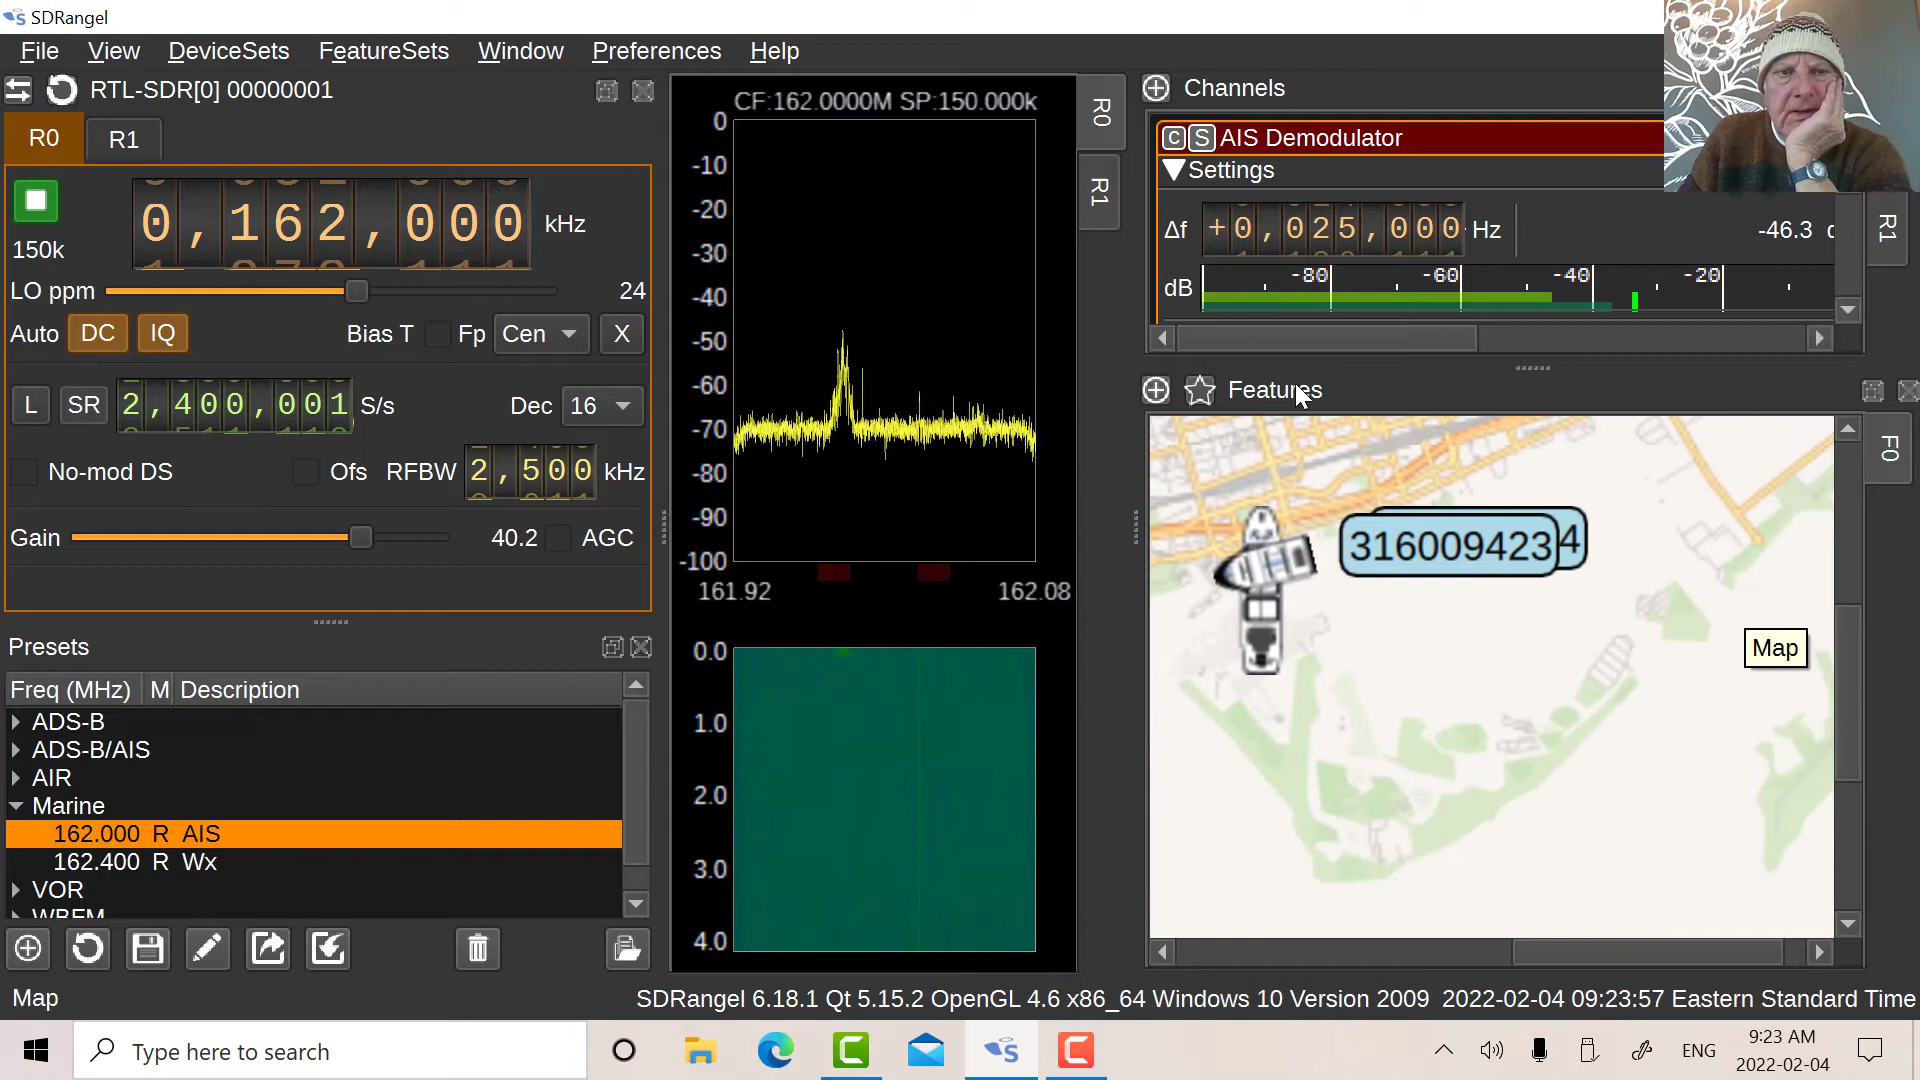 SDRangel
File View DeviceSets FeatureSets Window Preferences Help
RTL-SDR[0] 00000001
R0 R1
0,162,000 kHz
150k
LO ppm 24
Auto DC IQ Bias T Fp Cen X
L SR 2,400,001 S/s Dec 16
No-mod DS Ofs RFBW 2,500 kHz
Gain 40.2 AGC
Presets
Freq (MHz) M Description
ADS-B
ADS-B/AIS
AIR
Marine
162.000 R AIS
162.400 R Wx
VOR
WBFM
Map
CF:162.0000M SP:150.000k
0
-10
-20
-30
-40
-50
-60
-70
-80
-90
-100
161.92 162.08
0.0
1.0
2.0
3.0
4.0
R0
R1
Channels
C S AIS Demodulator
Settings
Δf +0,025,000 Hz -46.3
dB -80 -60 -40 -20
R1
Features
F0
316009423 4
Map
SDRangel 6.18.1 Qt 5.15.2 OpenGL 4.6 x86_64 Windows 10 Version 2009 2022-02-04 09:23:57 Eastern Standard Time
Type here to search
ENG
9:23 AM
2022-02-04